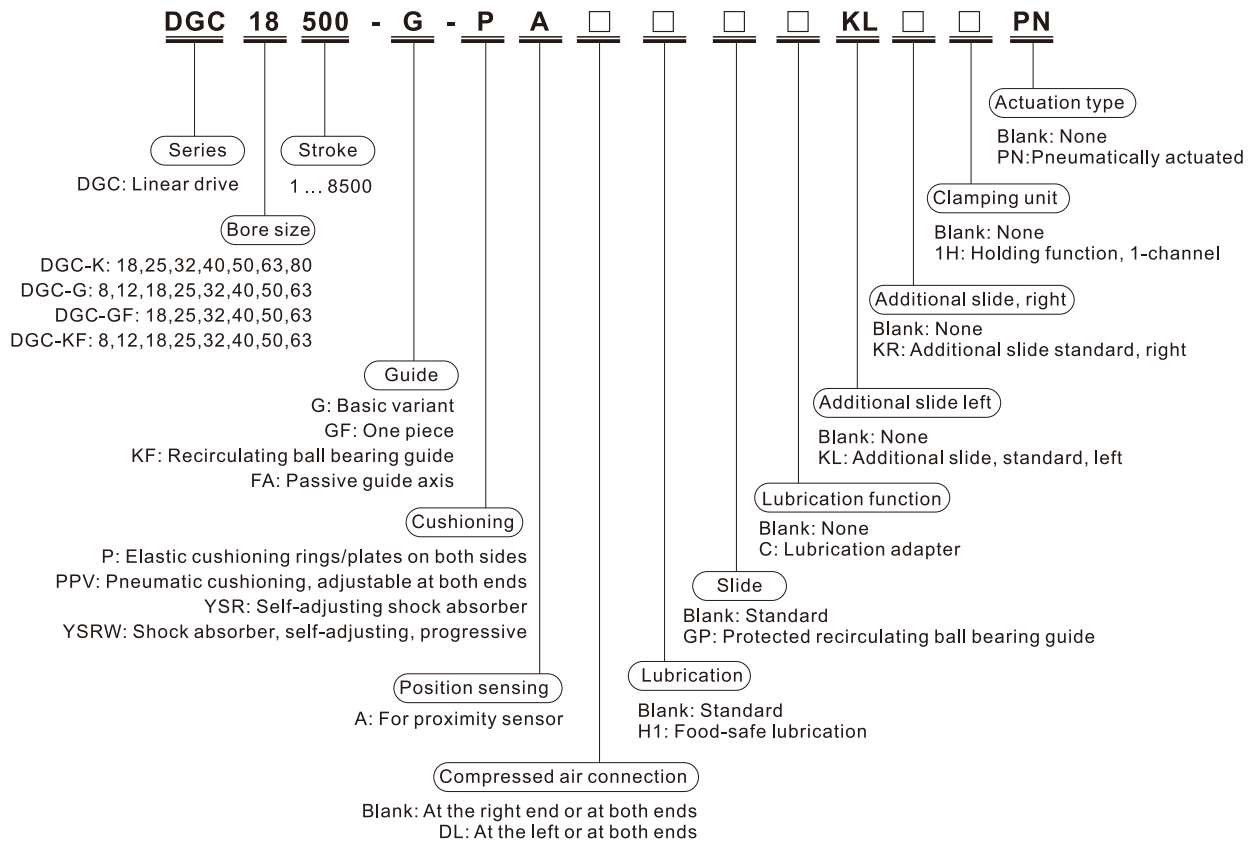 DGC 18 500 - G - P A □ □ □ □ KL □ □ PN
Actuation type
Blank: None
PN:Pneumatically actuated
Series
Stroke
DGC: Linear drive
1 ... 8500
Clamping unit
Blank: None
1H: Holding function, 1-channel
Bore size
DGC-K: 18,25,32,40,50,63,80
DGC-G: 8,12,18,25,32,40,50,63
DGC-GF: 18,25,32,40,50,63
DGC-KF: 8,12,18,25,32,40,50,63
Additional slide, right
Blank: None
KR: Additional slide standard, right
Guide
G: Basic variant
GF: One piece
KF: Recirculating ball bearing guide
FA: Passive guide axis
Additional slide left
Blank: None
KL: Additional slide, standard, left
Lubrication function
Blank: None
C: Lubrication adapter
Cushioning
P: Elastic cushioning rings/plates on both sides
PPV: Pneumatic cushioning, adjustable at both ends
YSR: Self-adjusting shock absorber
YSRW: Shock absorber, self-adjusting, progressive
Slide
Blank: Standard
GP: Protected recirculating ball bearing guide
Position sensing
A: For proximity sensor
Lubrication
Blank: Standard
H1: Food-safe lubrication
Compressed air connection
Blank: At the right end or at both ends
DL: At the left or at both ends